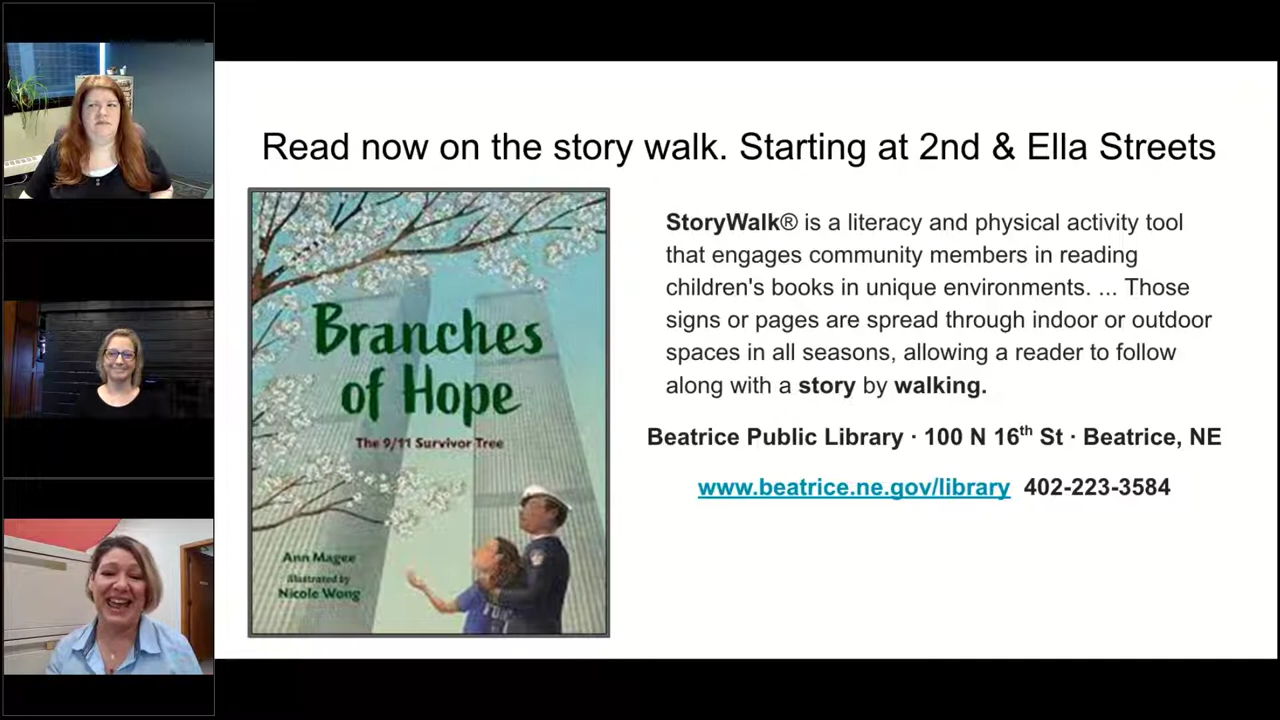 Read now on the story walk. Starting at 2nd & Ella Streets
Branches
of Hope
The 9/11 Survivor Tree
Ann Magee
illustrated by
Nicole Wong
StoryWalk® is a literacy and physical activity tool
that engages community members in reading
children's books in unique environments. ... Those
signs or pages are spread through indoor or outdoor
spaces in all seasons, allowing a reader to follow
along with a story by walking.
Beatrice Public Library · 100 N 16th St · Beatrice, NE
www.beatrice.ne.gov/library 402-223-3584